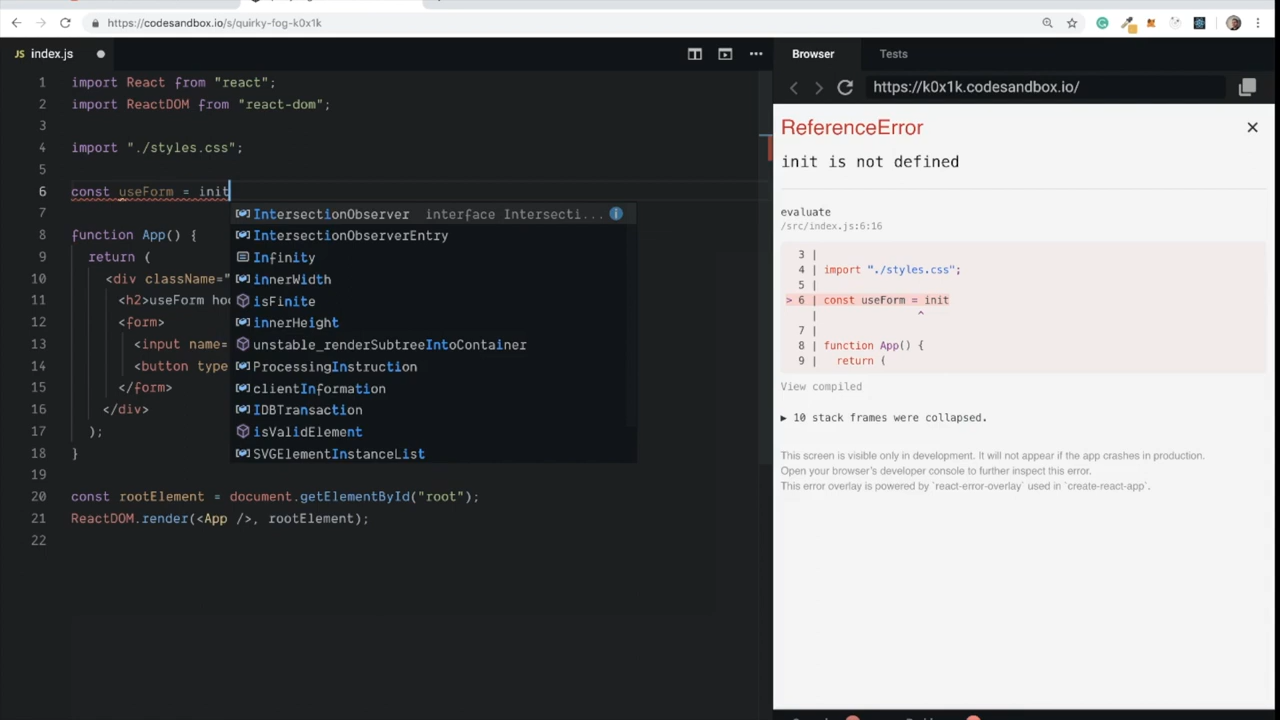 https://codesandbox.io/s/quirky-fog-k0x1k
JS index.js
1 import React from "react";
2 import ReactDOM from "react-dom";
3
4 import "./styles.css";
5
6 const useForm = init
7
8 function App() {
9 return (
10 <div className="
11 <h2>useForm hoo
12 <form>
13 <input name=
14 <button type
15 </form>
16 </div>
17 );
18 }
19
20 const rootElement = document.getElementById("root");
21 ReactDOM.render(<App />, rootElement);
22
IntersectionObserver interface Intersecti...
IntersectionObserverEntry
Infinity
innerWidth
isFinite
innerHeight
unstable_renderSubtreeIntoContainer
ProcessingInstruction
clientInformation
IDBTransaction
isValidElement
SVGElementInstanceList
Browser Tests
https://k0x1k.codesandbox.io/
ReferenceError
init is not defined
evaluate
/src/index.js:6:16
3 |
4 | import "./styles.css";
5 |
> 6 | const useForm = init
| ^
7 |
8 | function App() {
9 | return (
View compiled
▶ 10 stack frames were collapsed.
This screen is visible only in development. It will not appear if the app crashes in production.
Open your browser's developer console to further inspect this error.
This error overlay is powered by `react-error-overlay` used in `create-react-app`.